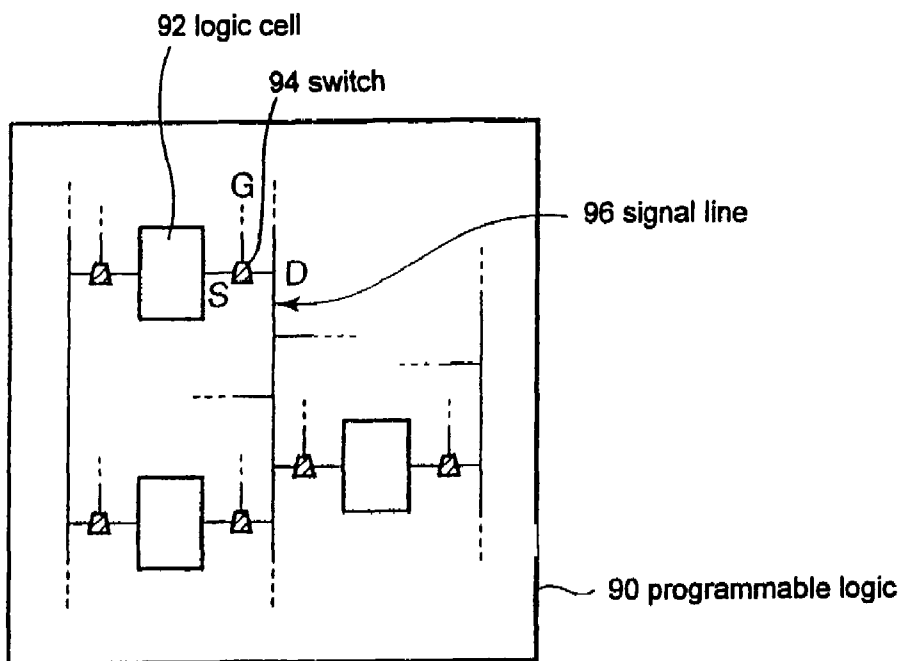 92 logic cell
94 switch
G
96 signal line
D
S
90 programmable logic